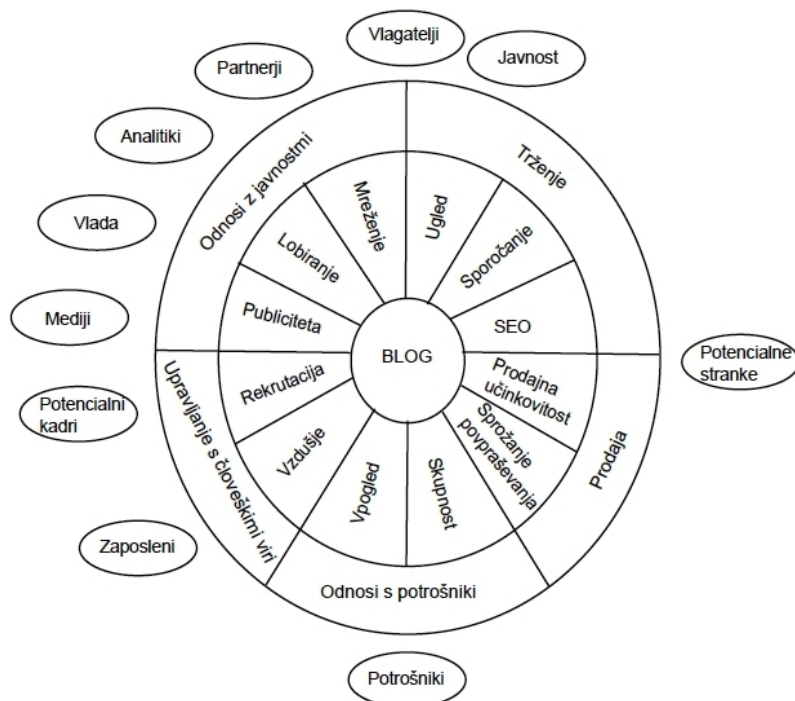 Vlagatelji
Javnost
Partnerji
Analitiki
Vlada
Mediji
Potencialni
kadri
Zaposleni
Potrošniki
Potencialne
stranke
Odnosi z javnostmi
Trženje
Prodaja
Odnosi s potrošniki
Upravljanje s človeškimi viri
Mreženje
Ugled
Sporočanje
SEO
Prodajna
učinkovitost
Sprožanje
povpraševanja
Skupnost
Vpogled
Vzdušje
Rekrutacija
Publiciteta
Lobiranje
BLOG